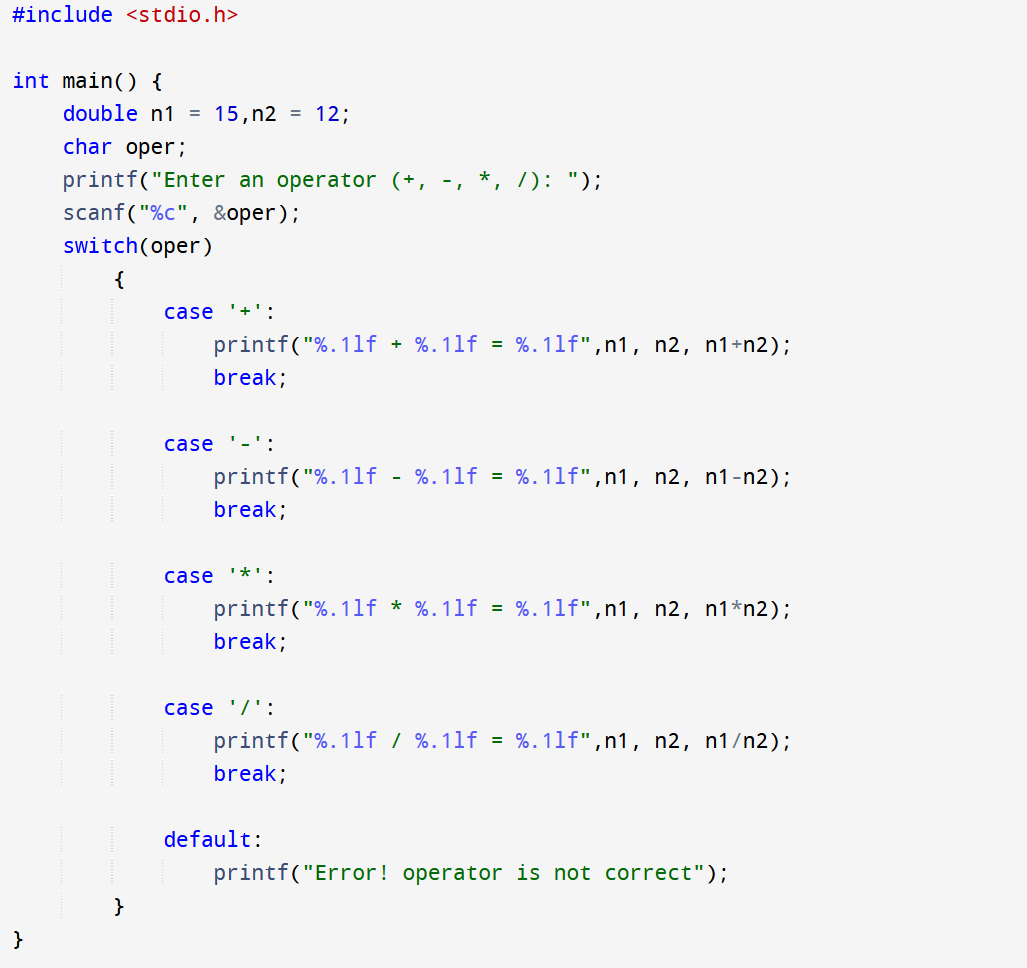 #include <stdio.h>
int main() {
double n1 = 15,n2 = 12;
char oper;
printf("Enter an operator (+, -, *, /): ");
scanf("%c", &oper);
switch(oper)
{
case '+':
printf("%.1lf + %.1lf = %.1lf",n1, n2, n1+n2);
break;
case '-':
printf("%.1lf - %.1lf = %.1lf",n1, n2, n1-n2);
break;
case '*':
printf("%.1lf * %.1lf = %.1lf",n1, n2, n1*n2);
break;
case '/':
printf("%.1lf / %.1lf = %.1lf",n1, n2, n1/n2);
break;
default:
printf("Error! operator is not correct");
}
}